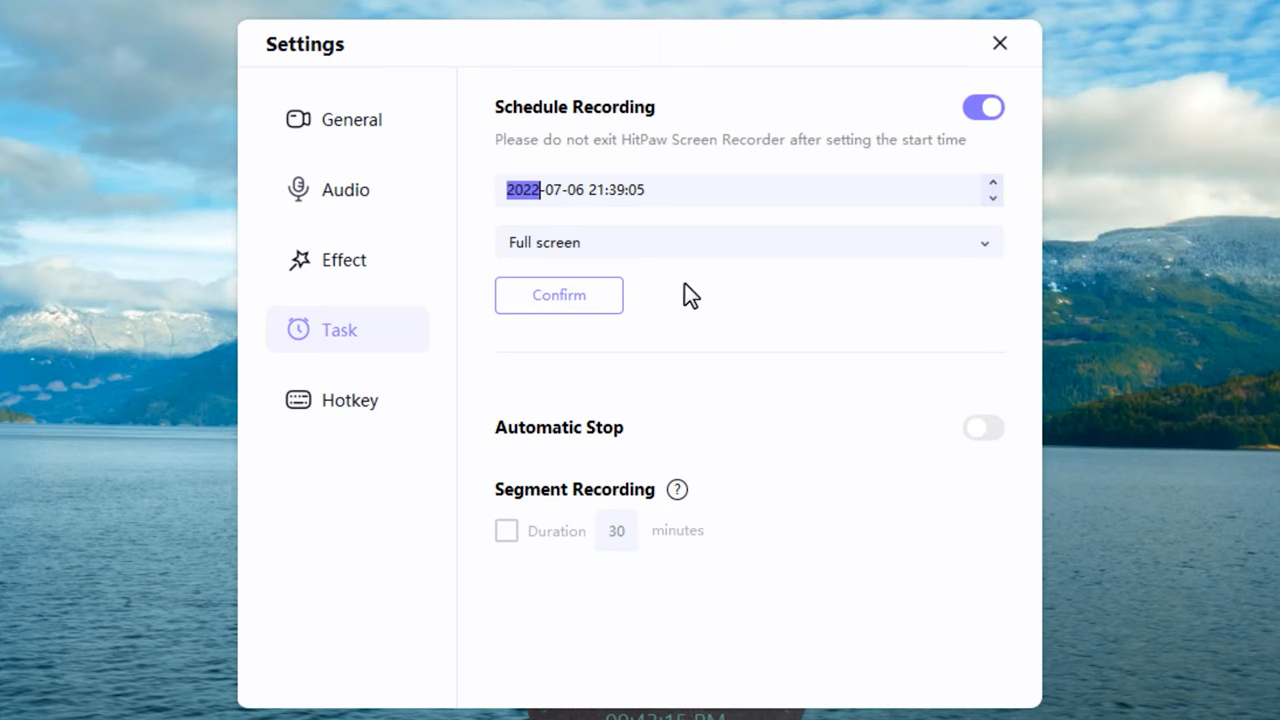 Settings
General
Audio
Effect
Task
Hotkey
Schedule Recording
Please do not exit HitPaw Screen Recorder after setting the start time
2022-07-06 21:39:05
Full screen
Confirm
Automatic Stop
Segment Recording ?
Duration 30 minutes